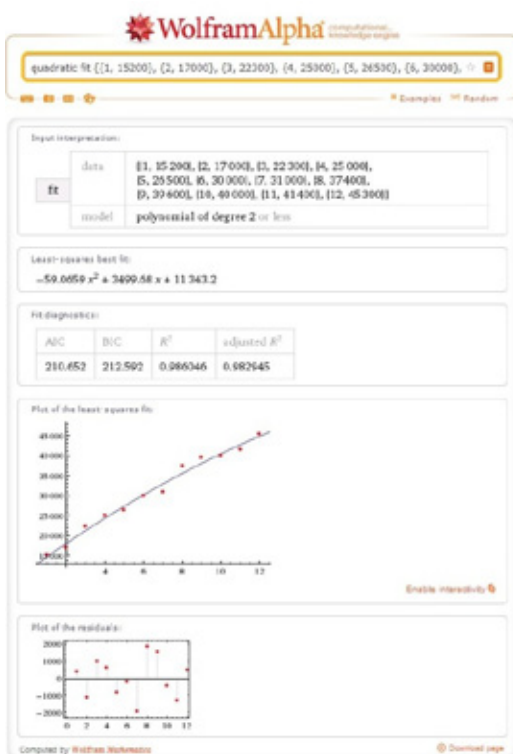 WolframAlpha computational... knowledge engine
quadratic fit {{1, 15200}, {2, 17000}, {3, 22300}, {4, 25000}, {5, 26500}, {6, 30000},
Examples Random
Input interpretation:
fit
data
{{1, 15200}, {2, 17000}, {3, 22300}, {4, 25000},
{5, 26500}, {6, 30000}, {7, 31000}, {8, 37400},
{9, 39600}, {10, 40000}, {11, 41400}, {12, 45300}}
model
polynomial of degree 2 or less
Least-squares best fit:
−59.0659 x² + 3499.68 x + 11343.2
Fit diagnostics:
AIC BIC R² adjusted R²
210.652 212.592 0.986046 0.982945
Plot of the least-squares fit:
45000
40000
35000
30000
25000
20000
15000
4 6 8 10 12
Enable interactivity
Plot of the residuals:
2000
1000
0
−1000
−2000
0 2 4 6 8 10 12
Computed by Wolfram Mathematica
Download page